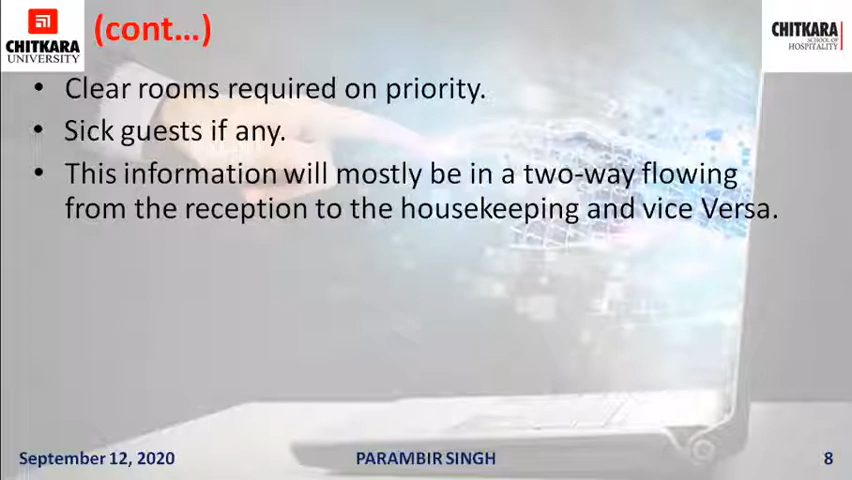 CHITKARA
UNIVERSITY
(cont…)
CHITKARA
SCHOOL OF
HOSPITALITY
• Clear rooms required on priority.
• Sick guests if any.
• This information will mostly be in a two-way flowing
from the reception to the housekeeping and vice Versa.
September 12, 2020
PARAMBIR SINGH
8